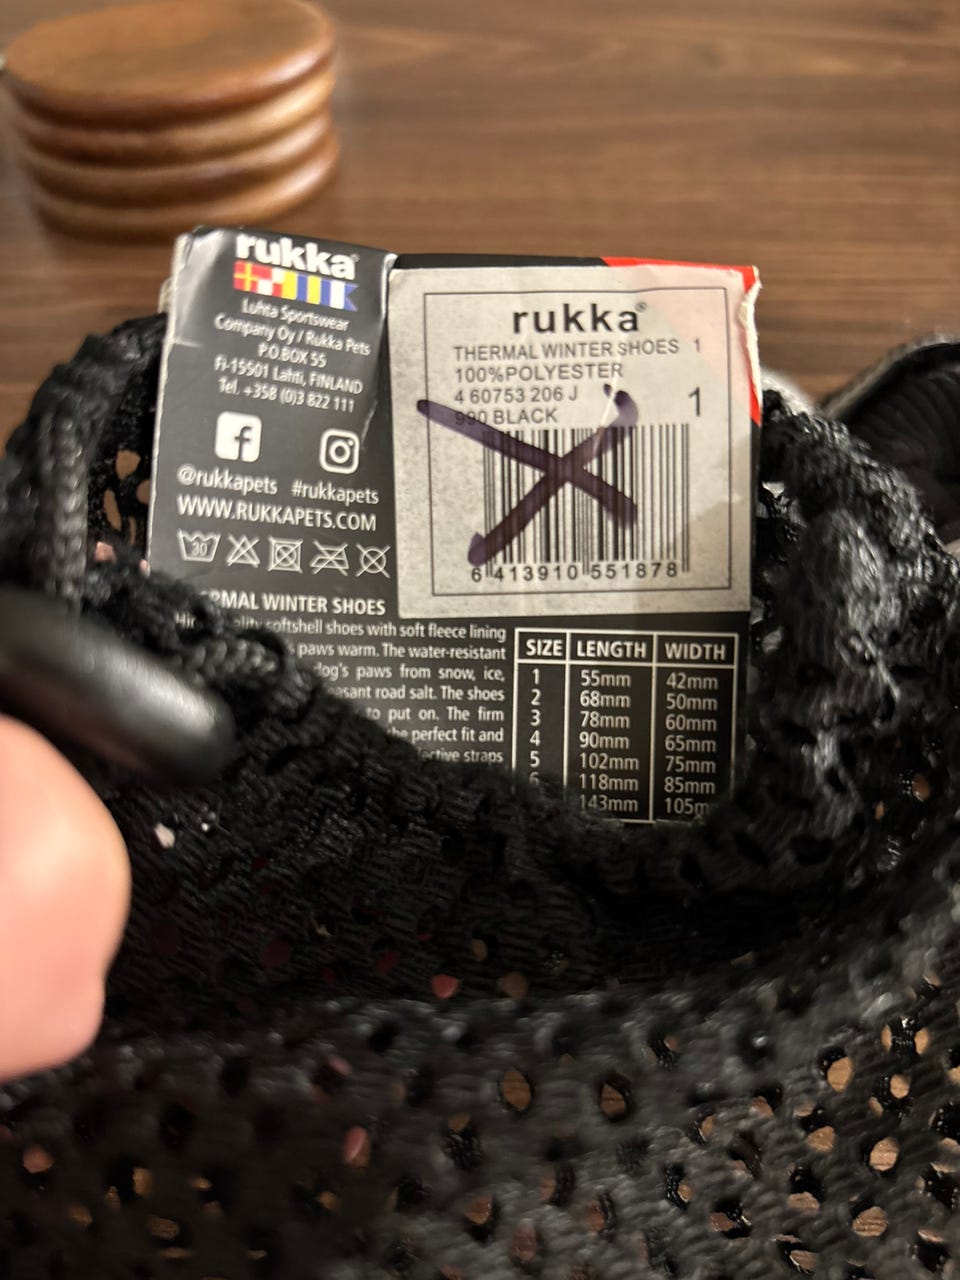 rukka®
Luhta Sportswear
Company Oy / Rukka Pets
P.O.BOX 55
FI-15501 Lahti, FINLAND
Tel. +358 (0)3 822 111
@rukkapets #rukkapets
WWW.RUKKAPETS.COM
30
RMAL WINTER SHOES
softshell shoes with soft fleece lining
paws warm. The water-resistant
dog's paws from snow, ice,
road salt. The shoes
to put on. The firm
the perfect fit and
straps
rukka®
THERMAL WINTER SHOES 1
100%POLYESTER
4 60753 206 J
990 BLACK 1
6 413910 551878
SIZE LENGTH WIDTH
1 55mm 42mm
2 68mm 50mm
3 78mm 60mm
4 90mm 65mm
5 102mm 75mm
6 118mm 85mm
143mm 105m